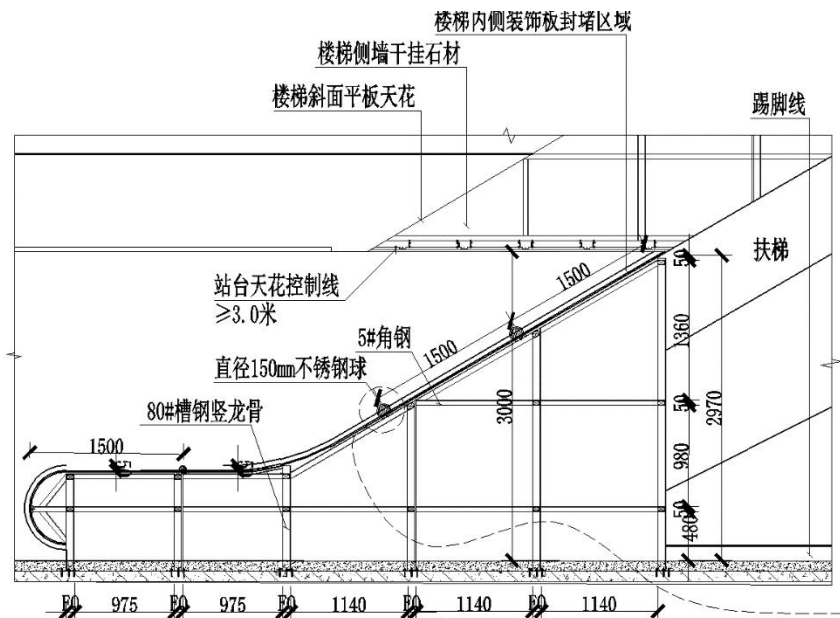 楼梯内侧装饰板封堵区域
楼梯侧墙干挂石材
楼梯斜面平板天花
踢脚线
扶梯
站台天花控制线
≥3.0米
1500
50
5#角钢
1500
1360
直径150mm不锈钢球
3000
50
2970
80#槽钢竖龙骨
1500
980
50
480
975
975
1140
1140
1140